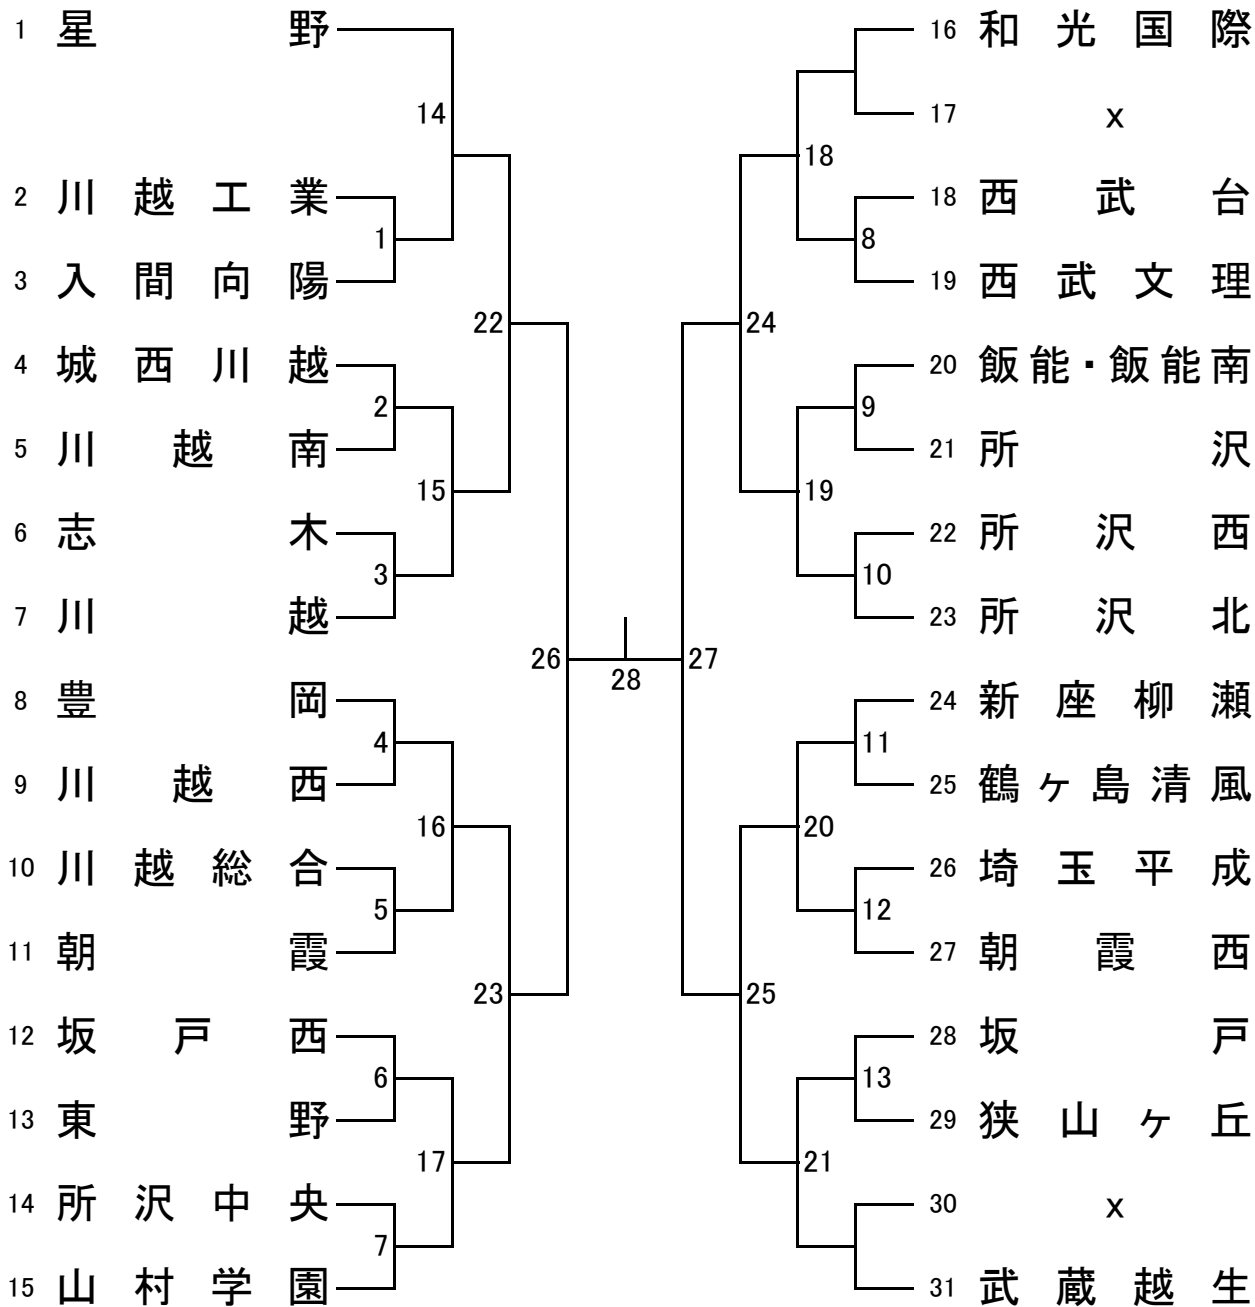 1 星野
14
2 川越工業
1
3 入間向陽
22
4 城西川越
2
5 川越南
15
6 志木
3
7 川越
26
8 豊岡
4
9 川越西
16
10 川越総合
5
11 朝霞
23
12 坂戸西
6
13 東野
17
14 所沢中央
7
15 山村学園
28
16 和光国際
17 x
18
18 西武台
8
19 西武文理
24
20 飯能・飯能南
9
21 所沢
19
22 所沢西
10
23 所沢北
27
24 新座柳瀬
11
25 鶴ヶ島清風
20
26 埼玉平成
12
27 朝霞西
25
28 坂戸
13
29 狭山ヶ丘
21
30 x
31 武蔵越生